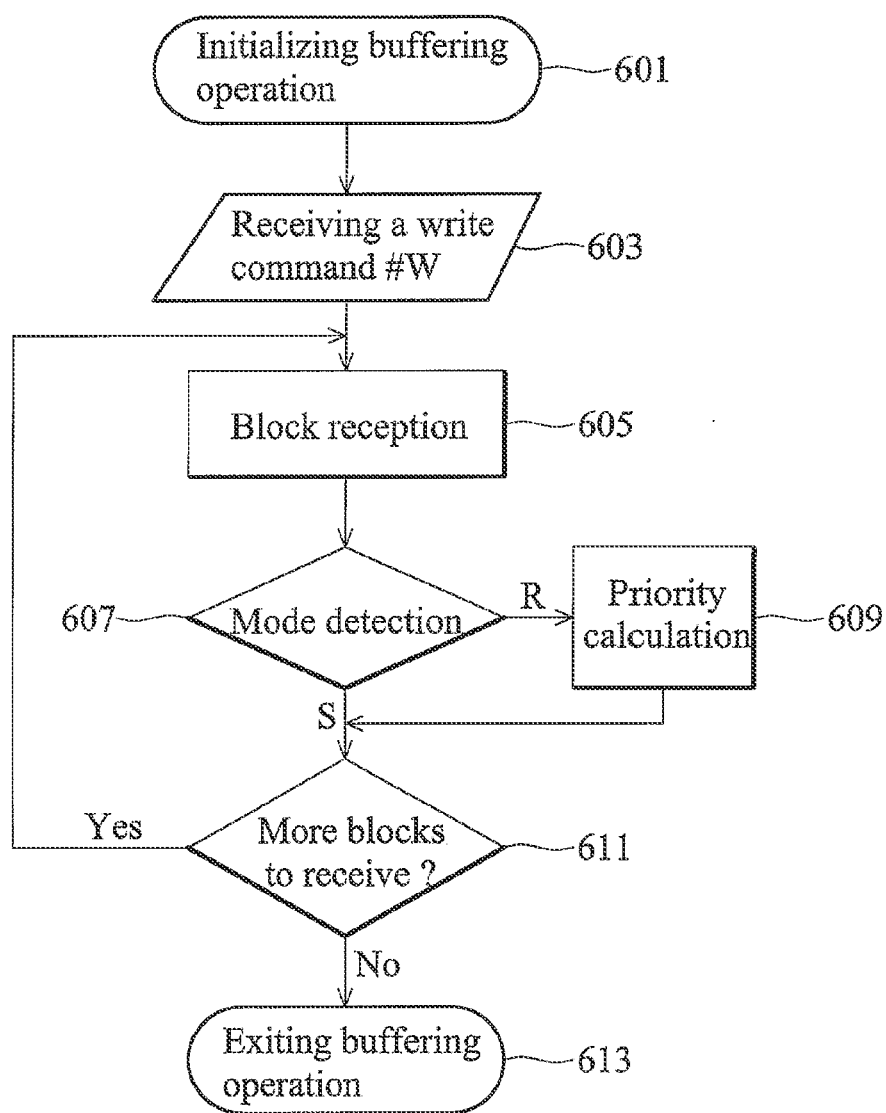 Initializing buffering
operation
601
Receiving a write
command #W
603
Block reception
605
607
Mode detection
R
Priority
calculation
609
S
Yes
More blocks
to receive ?
611
No
Exiting buffering
operation
613